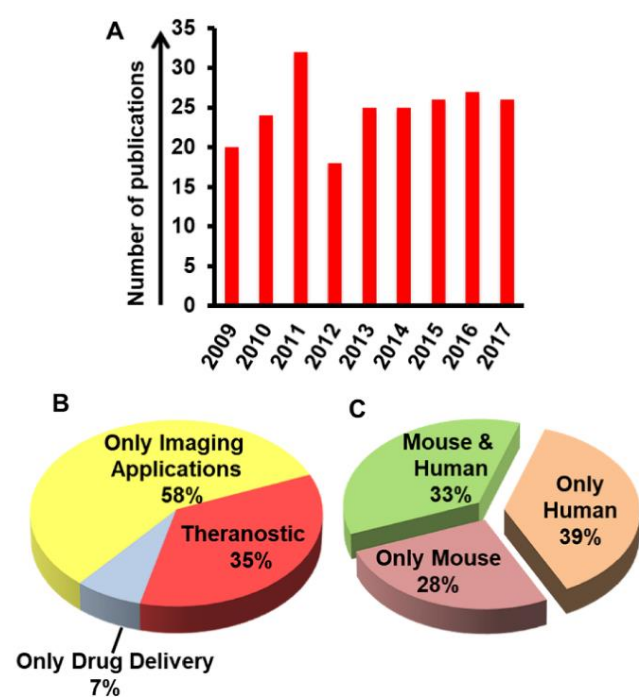 A
Number of publications
35
30
25
20
15
10
5
0
2009
2010
2011
2012
2013
2014
2015
2016
2017
B
Only Imaging
Applications
58%
Theranostic
35%
Only Drug Delivery
7%
C
Mouse &
Human
33%
Only
Human
39%
Only Mouse
28%